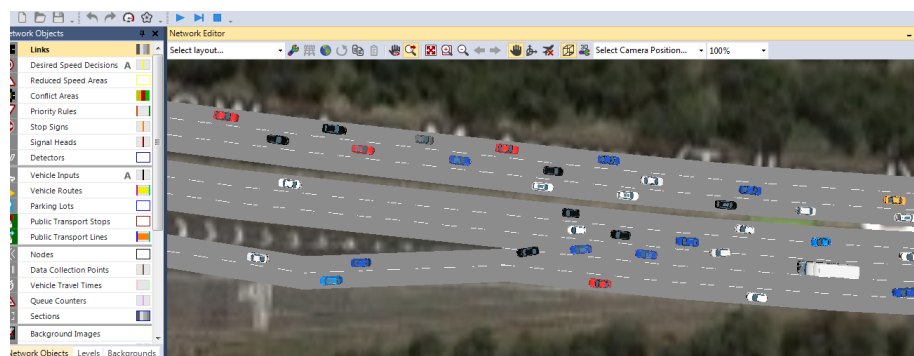 Network Objects
Network Editor
Links
Select layout...
Select Camera Position...
100%
Desired Speed Decisions A
Reduced Speed Areas
Conflict Areas
Priority Rules
Stop Signs
Signal Heads
Detectors
Vehicle Inputs A
Vehicle Routes
Parking Lots
Public Transport Stops
Public Transport Lines
Nodes
Data Collection Points
Vehicle Travel Times
Queue Counters
Sections
Background Images
Network Objects Levels Backgrounds